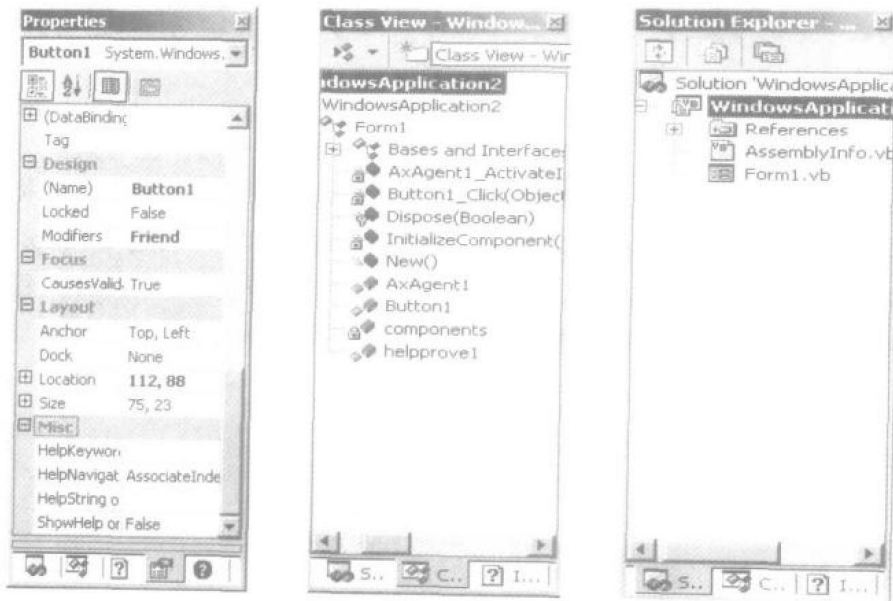 Properties
Button1 System.Windows.
(DataBinding
Tag
Design
(Name) Button1
Locked False
Modifiers Friend
Focus
CausesValid. True
Layout
Anchor Top, Left
Dock None
Location 112, 88
Size 75, 23
Misc
HelpKeywor
HelpNavigat AssociateInde
HelpString o
ShowHelp or False
Class View - Window...
Class View - Win
dowsApplication2
WindowsApplication2
Form1
Bases and Interfaces
AxAgent1_ActivateI
Button1_Click(Object
Dispose(Boolean)
InitializeComponent(
New()
AxAgent1
Button1
components
helpprove1
S.. C.. I...
Solution Explorer - ...
Solution 'WindowsApplica
WindowsApplicati
References
AssemblyInfo.vb
Form1.vb
S.. C.. I...